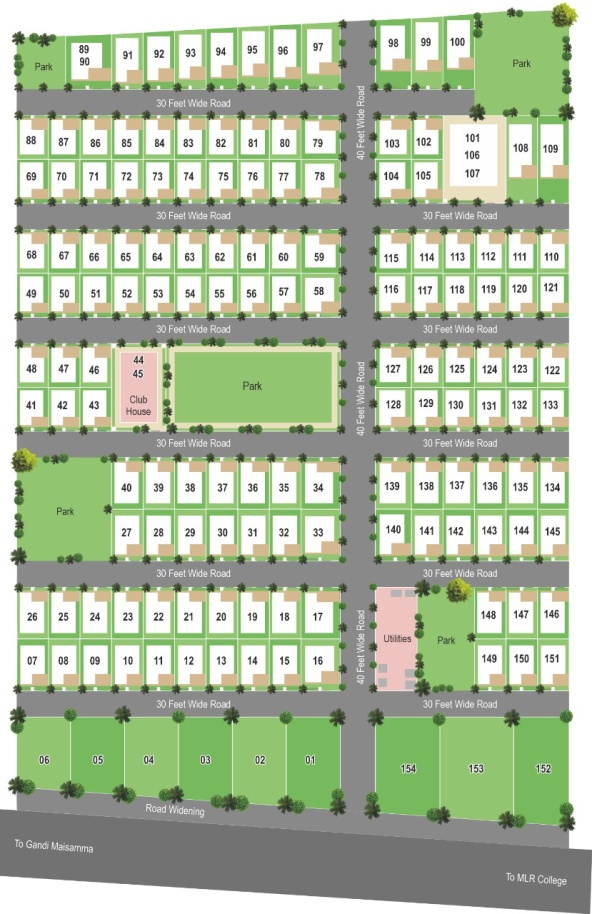 Park 89 91 92 93 94 95 96 97 98 99 100 Park
90
30 Feet Wide Road
40 Feet Wide Road
88 87 86 85 84 83 82 81 80 79 103 102 101 108 109
106
69 70 71 72 73 74 75 76 77 78 104 105 107
30 Feet Wide Road 30 Feet Wide Road
68 67 66 65 64 63 62 61 60 59 115 114 113 112 111 110
49 50 51 52 53 54 55 56 57 58 116 117 118 119 120 121
30 Feet Wide Road 30 Feet Wide Road
48 47 46 44 Park 127 126 125 124 123 122
45
40 Feet Wide Road
41 42 43 Club 128 129 130 131 132 133
House
30 Feet Wide Road 30 Feet Wide Road
Park 40 39 38 37 36 35 34 139 138 137 136 135 134
27 28 29 30 31 32 33 140 141 142 143 144 145
30 Feet Wide Road 30 Feet Wide Road
26 25 24 23 22 21 20 19 18 17 Utilities Park 148 147 146
40 Feet Wide Road
07 08 09 10 11 12 13 14 15 16 149 150 151
30 Feet Wide Road 30 Feet Wide Road
06 05 04 03 02 01 154 153 152
Road Widening
To Gandi Maisamma
To MLR College